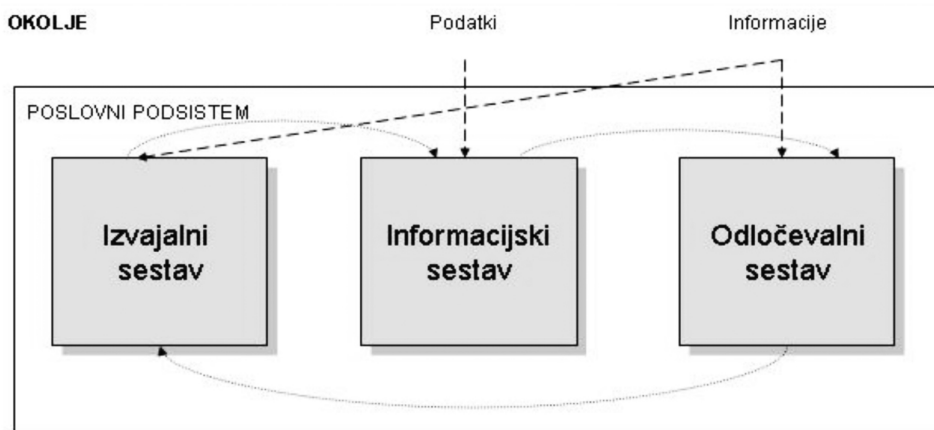 OKOLJE
Podatki
Informacije
POSLOVNI PODSISTEM
Izvajalni
sestav
Informacijski
sestav
Odločevalni
sestav